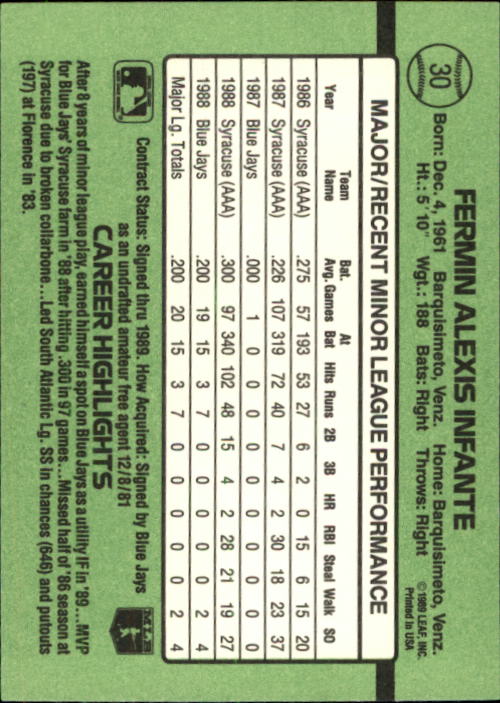 30
FERMIN ALEXIS INFANTE
Born: Dec. 4, 1961 Barquisimeto, Venz. Home: Barquisimeto, Venz.
Ht.: 5'10" Wgt.: 188 Bats: Right Throws: Right
©1989 LEAF, INC.
Printed in USA
MAJOR/RECENT MINOR LEAGUE PERFORMANCE
Year Team Name Bat. Avg. Games At Bat Hits Runs 2B 3B HR RBI Steal Walk SO
1986 Syracuse (AAA) .275 57 193 53 27 6 2 0 15 6 15 20
1987 Syracuse (AAA) .226 107 319 72 40 7 4 2 30 18 23 37
1987 Blue Jays .000 1 0 0 0 0 0 0 0 0 0 0
1988 Syracuse (AAA) .300 97 340 102 48 15 4 2 28 21 19 27
1988 Blue Jays .200 19 15 3 7 0 0 0 0 0 2 4
Major Lg. Totals .200 20 15 3 7 0 0 0 0 0 2 4
Contract Status: Signed thru 1989. How Acquired: Signed by Blue Jays
as an undrafted amateur free agent 12/8/81
MLB
CAREER HIGHLIGHTS
After 8 years of minor league play, earned himself a spot on Blue Jays as a utility IF in '89...MVP
for Blue Jays' Syracuse farm in '88 after hitting .300 in 97 games...Missed half of '86 season at
Syracuse due to broken collarbone...Led South Atlantic Lg. SS in chances (646) and putouts
(197) at Florence in '83.